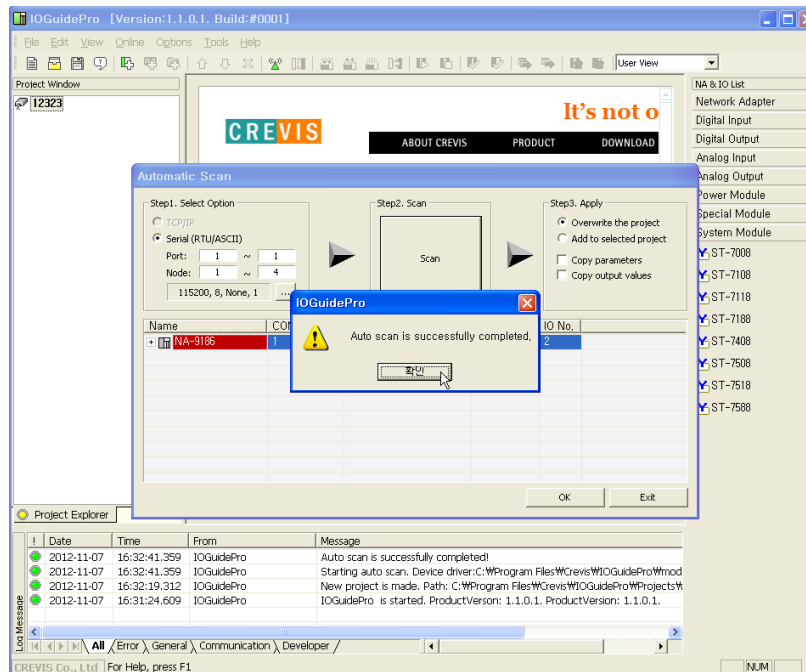 IOGuidePro [Version:1.1.0.1. Build:#0001]
File Edit View Online Options Tools Help
User View
Project Window
12323
It's not o
CREVIS
ABOUT CREVIS PRODUCT DOWNLOAD
NA & IO List
Network Adapter
Digital Input
Digital Output
Analog Input
Analog Output
Power Module
Special Module
System Module
ST-7008
ST-7108
ST-7118
ST-7188
ST-7408
ST-7508
ST-7518
ST-7588
Automatic Scan
Step1. Select Option
TCP/IP
Serial (RTU/ASCII)
Port: 1 ~ 1
Node: 1 ~ 4
115200, 8, None, 1 ...
Step2. Scan
Scan
Step3. Apply
Overwrite the project
Add to selected project
Copy parameters
Copy output values
Name COM IO No.
NA-9186 1 2
IOGuidePro
Auto scan is successfully completed.
확인
OK Exit
Project Explorer
! Date Time From Message
2012-11-07 16:32:41.359 IOGuidePro Auto scan is successfully completed!
2012-11-07 16:32:41.359 IOGuidePro Starting auto scan. Device driver:C:₩Program Files₩Crevis₩IOGuidePro₩mod
2012-11-07 16:32:19.312 IOGuidePro New project is made. Path: C:₩Program Files₩Crevis₩IOGuidePro₩Projects₩
2012-11-07 16:31:24.609 IOGuidePro IOGuidePro is started. ProductVerson: 1.1.0.1. ProductVersion: 1.1.0.1.
Log Message
All Error General Communication Developer
CREVIS Co., Ltd For Help, press F1 NUM